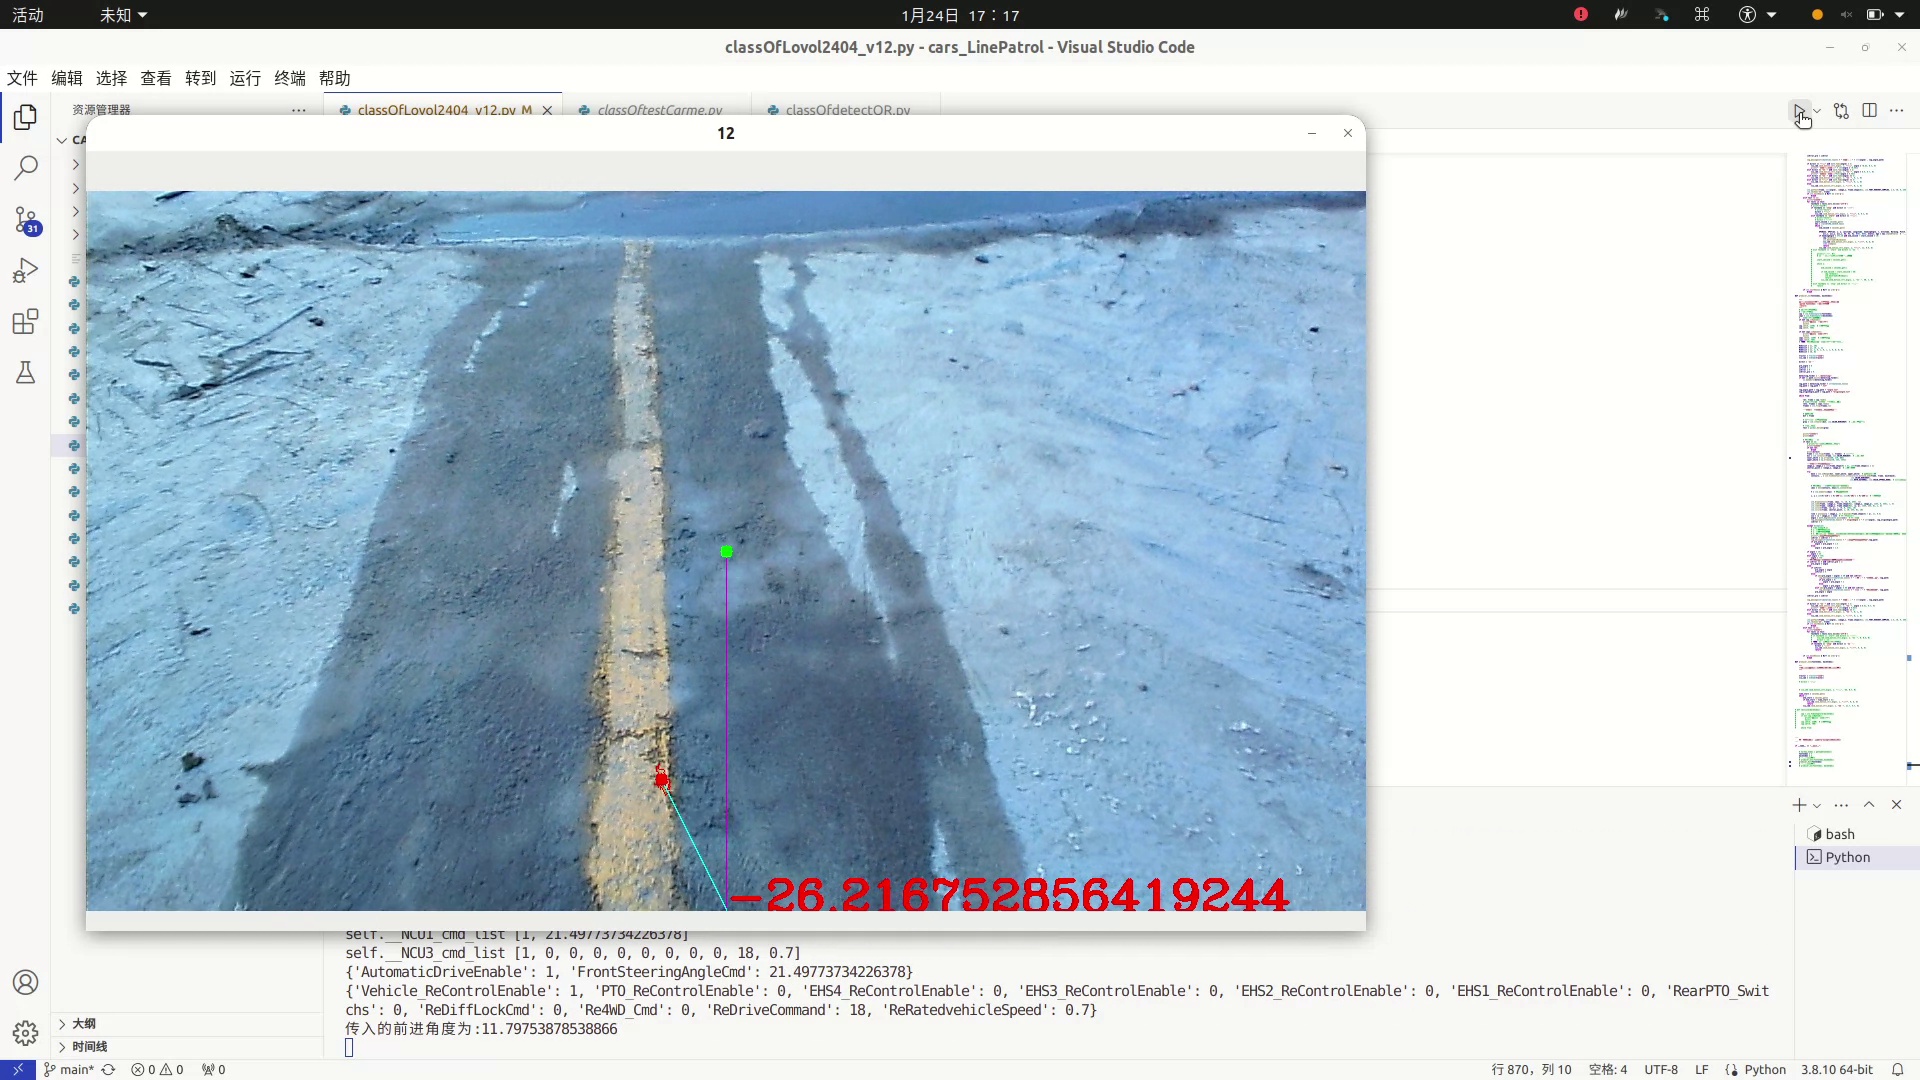 活动
未知
1月24日 17：17
classOfLovol2404_v12.py - cars_LinePatrol - Visual Studio Code
文件 编辑 选择 查看 转到 运行 终端 帮助
资源管理器
classOfLovol2404_v12.py M
classOftestCarme.py
classOfdetectQR.py
CA
12
31
-26.216752856419244
bash
Python
self.__NCU1_cmd_list [1, 21.49773734226378]
self.__NCU3_cmd_list [1, 0, 0, 0, 0, 0, 0, 0, 0, 18, 0.7]
{'AutomaticDriveEnable': 1, 'FrontSteeringAngleCmd': 21.49773734226378}
{'Vehicle_ReControlEnable': 1, 'PTO_ReControlEnable': 0, 'EHS4_ReControlEnable': 0, 'EHS3_ReControlEnable': 0, 'EHS2_ReControlEnable': 0, 'EHS1_ReControlEnable': 0, 'RearPTO_Swit
chs': 0, 'ReDiffLockCmd': 0, 'Re4WD_Cmd': 0, 'ReDriveCommand': 18, 'ReRatedvehicleSpeed': 0.7}
传入的前进角度为:11.79753878538866
大纲
时间线
main* 0 0 0 行 870，列 10 空格: 4 UTF-8 LF Python 3.8.10 64-bit